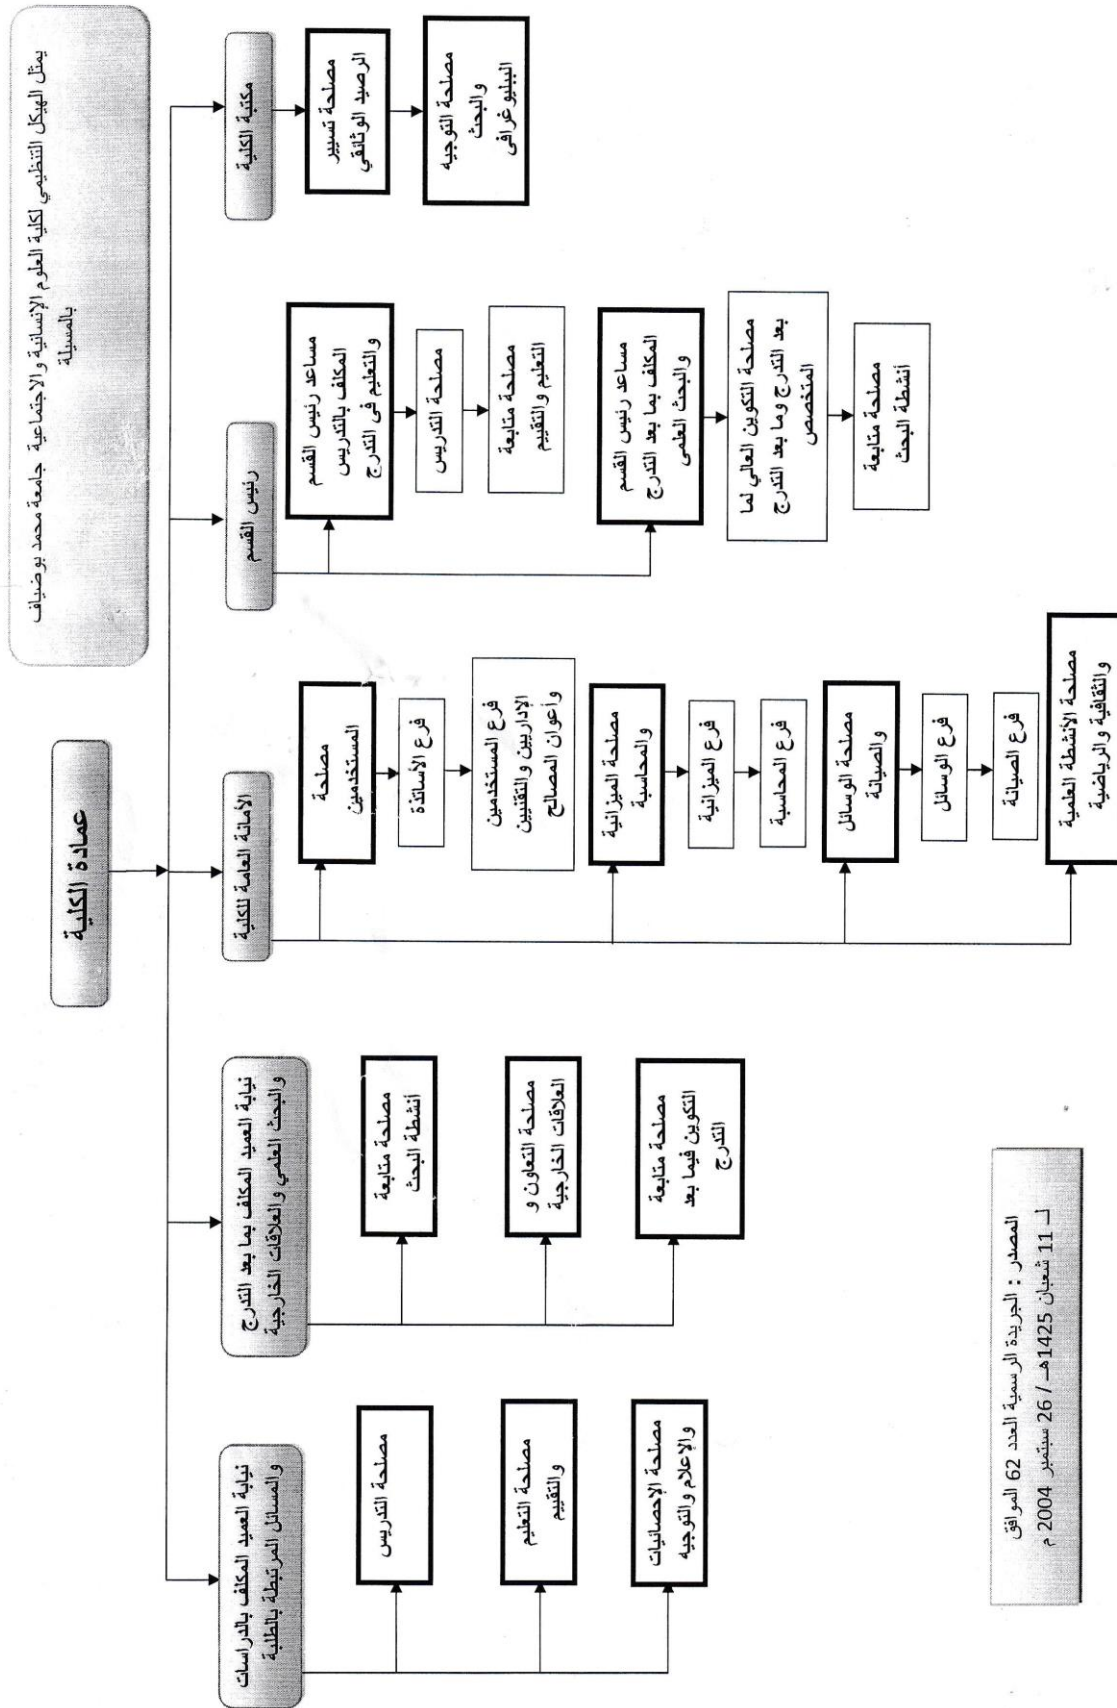 يمثل الهيكل التنظيمي لكلية العلوم الإنسانية والاجتماعية جامعة محمد بوضياف
بالمسيلة
عمادة الكلية
مكتبة الكلية
مصلحة تسيير
الرصيد الوثائقي
مصلحة التوجيه
والبحث
الببليوغرافي
رئيس القسم
مساعد رئيس القسم
المكلف بالتدريس
والتعليم في التدرج
مصلحة التدريس
مصلحة متابعة
التعليم والتقييم
مساعد رئيس القسم
المكلف بما بعد التدرج
والبحث العلمي
مصلحة التكوين العالي لما
بعد التدرج وما بعد التدرج
المتخصص
مصلحة متابعة
أنشطة البحث
الأمانة العامة للكلية
مصلحة
المستخدمين
فرع الأساتذة
فرع المستخدمين
الإداريين والتقنيين
وأعوان المصالح
مصلحة الميزانية
والمحاسبة
فرع الميزانية
فرع المحاسبة
مصلحة الوسائل
والصيانة
فرع الوسائل
فرع الصيانة
مصلحة الأنشطة العلمية
والثقافية والرياضية
نيابة العميد المكلف بما بعد التدرج
والبحث العلمي والعلاقات الخارجية
مصلحة متابعة
أنشطة البحث
مصلحة التعاون و
العلاقات الخارجية
مصلحة متابعة
التكوين فيما بعد
التدرج
نيابة العميد المكلف بالدراسات
والمسائل المرتبطة بالطلبة
مصلحة التدريس
مصلحة التعليم
والتقييم
مصلحة الإحصائيات
والإعلام والتوجيه
المصدر : الجريدة الرسمية العدد 62 الموافق
لـ 11 شعبان 1425هـ / 26 سبتمبر 2004 م